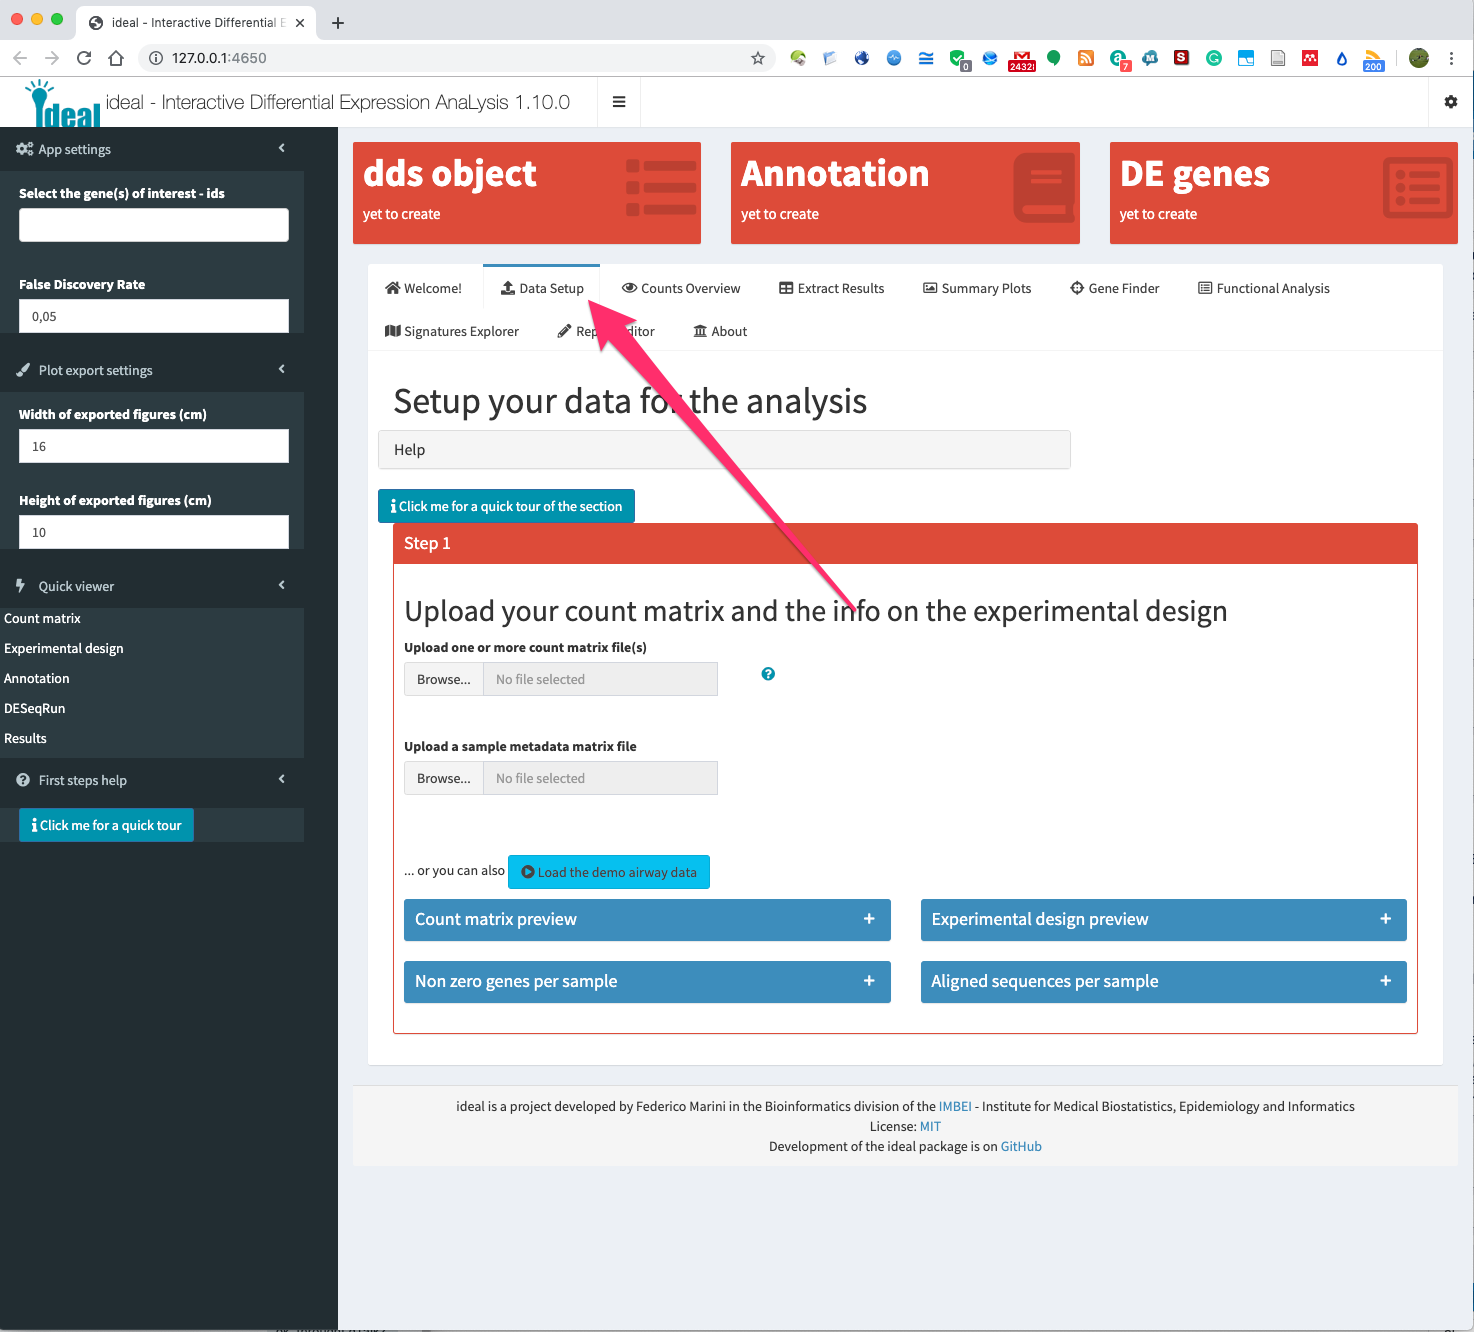 ideal - Interactive Differential E
127.0.0.1:4650
0
2432!
7
M
S
200
ideal
ideal - Interactive Differential Expression AnaLysis 1.10.0
App settings
Select the gene(s) of interest - ids
False Discovery Rate
0,05
Plot export settings
Width of exported figures (cm)
16
Height of exported figures (cm)
10
Quick viewer
Count matrix
Experimental design
Annotation
DESeqRun
Results
First steps help
Click me for a quick tour
dds object
yet to create
Annotation
yet to create
DE genes
yet to create
Welcome!
Data Setup
Counts Overview
Extract Results
Summary Plots
Gene Finder
Functional Analysis
Signatures Explorer
Rep
itor
About
Setup your data for the analysis
Help
Click me for a quick tour of the section
Step 1
Upload your count matrix and the info on the experimental design
Upload one or more count matrix file(s)
Browse... No file selected
Upload a sample metadata matrix file
Browse... No file selected
... or you can also Load the demo airway data
Count matrix preview
Experimental design preview
Non zero genes per sample
Aligned sequences per sample
ideal is a project developed by Federico Marini in the Bioinformatics division of the IMBEI - Institute for Medical Biostatistics, Epidemiology and Informatics
License: MIT
Development of the ideal package is on GitHub